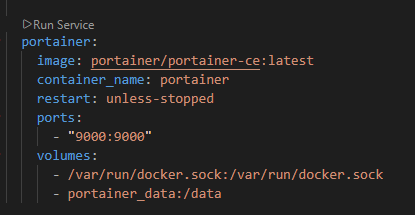 Run Service
portainer:
  image: portainer/portainer-ce:latest
  container_name: portainer
  restart: unless-stopped
  ports:
    - "9000:9000"
  volumes:
    - /var/run/docker.sock:/var/run/docker.sock
    - portainer_data:/data